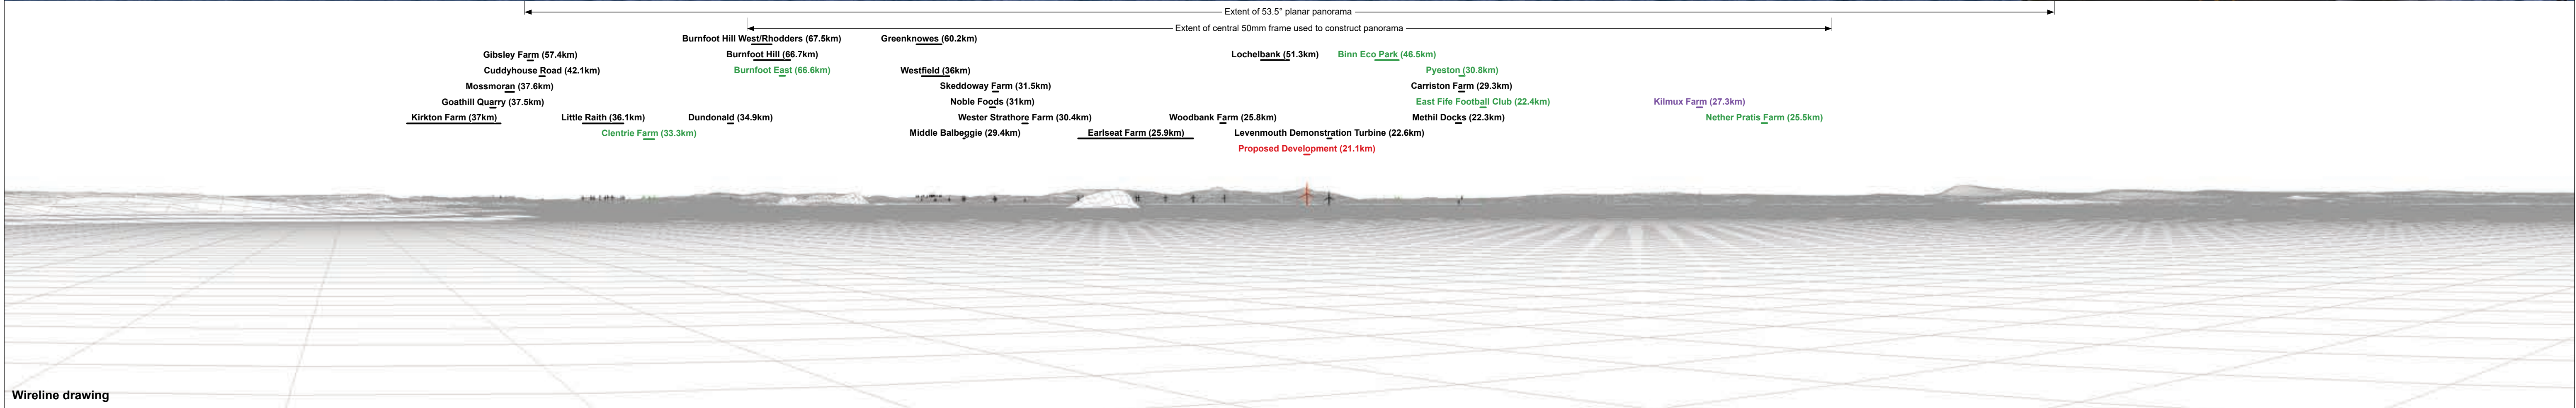 Extent of 53.5° planar panorama
Extent of central 50mm frame used to construct panorama
Burnfoot Hill West/Rhodders (67.5km) Greenknowes (60.2km)
Gibsley Farm (57.4km) Burnfoot Hill (66.7km) Lochelbank (51.3km) Binn Eco Park (46.5km)
Cuddyhouse Road (42.1km) Burnfoot East (66.6km) Westfield (36km) Pyeston (30.8km)
Mossmoran (37.6km) Skeddoway Farm (31.5km) Carriston Farm (29.3km)
Goathill Quarry (37.5km) Noble Foods (31km) East Fife Football Club (22.4km) Kilmux Farm (27.3km)
Kirkton Farm (37km) Little Raith (36.1km) Dundonald (34.9km) Wester Strathore Farm (30.4km) Woodbank Farm (25.8km) Methil Docks (22.3km) Nether Pratis Farm (25.5km)
Clentrie Farm (33.3km) Middle Balbeggie (29.4km) Earlseat Farm (25.9km) Levenmouth Demonstration Turbine (22.6km)
Proposed Development (21.1km)
Wireline drawing